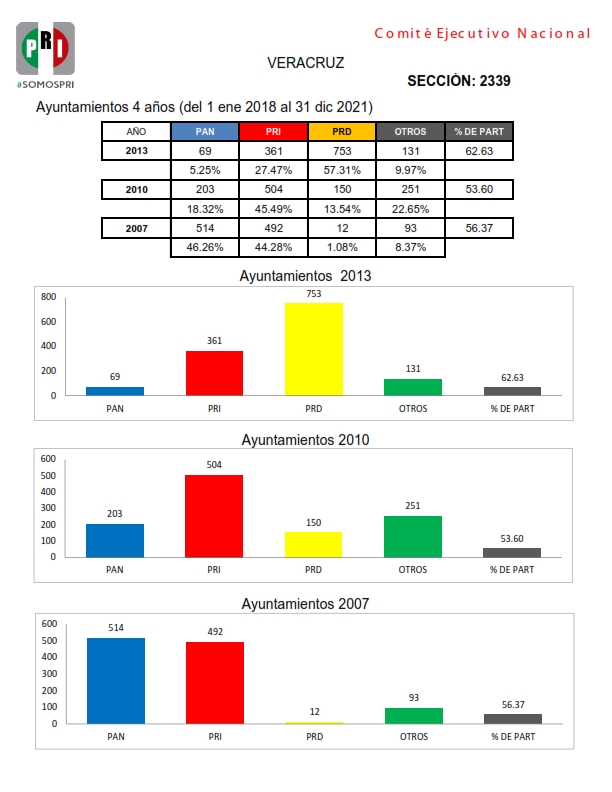 Comité Ejecutivo Nacional
PRI
#SOMOSPRI
VERACRUZ
SECCIÓN: 2339
Ayuntamientos 4 años (del 1 ene 2018 al 31 dic 2021)
AÑO PAN PRI PRD OTROS % DE PART
2013 69 361 753 131 62.63
5.25% 27.47% 57.31% 9.97%
2010 203 504 150 251 53.60
18.32% 45.49% 13.54% 22.65%
2007 514 492 12 93 56.37
46.26% 44.28% 1.08% 8.37%
Ayuntamientos 2013
800
600
400
200
0
69 361 753 131 62.63
PAN PRI PRD OTROS % DE PART
Ayuntamientos 2010
600
500
400
300
200
100
0
203 504 150 251 53.60
PAN PRI PRD OTROS % DE PART
Ayuntamientos 2007
600
500
400
300
200
100
0
514 492 12 93 56.37
PAN PRI PRD OTROS % DE PART